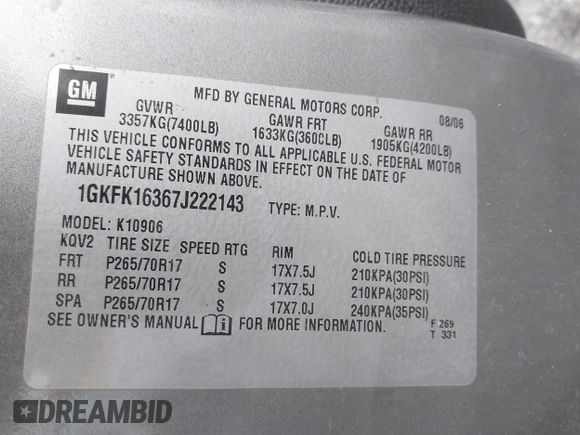 GM
MFD BY GENERAL MOTORS CORP.
08/06
GVWR GAWR FRT GAWR RR
3357KG(7400LB) 1633KG(360CLB) 1905KG(4200LB)
THIS VEHICLE CONFORMS TO ALL APPLICABLE U.S. FEDERAL MOTOR
VEHICLE SAFETY STANDARDS IN EFFECT ON THE DATE OF
MANUFACTURE SHOWN ABOVE.
1GKFK16367J222143 TYPE: M.P.V.
MODEL: K10906
KQV2 TIRE SIZE SPEED RTG RIM COLD TIRE PRESSURE
FRT P265/70R17 S 17X7.5J 210KPA(30PSI)
RR P265/70R17 S 17X7.5J 210KPA(30PSI)
SPA P265/70R17 S 17X7.0J 240KPA(35PSI)
SEE OWNER'S MANUAL i FOR MORE INFORMATION.
F 269
T 331
DREAMBID